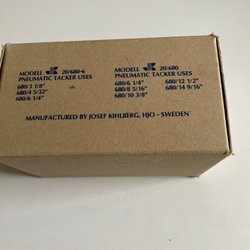 MODELL 20/680-6
PNEUMATIC TACKER USES
680/3 1/8"
680/4 5/32"
680/6 1/4"
MODELL 20/680
PNEUMATIC TACKER USES
680/6 1/4" 680/12 1/2"
680/8 5/16" 680/14 9/16"
680/10 3/8"
MANUFACTURED BY JOSEF KIHLBERG, HJO - SWEDEN